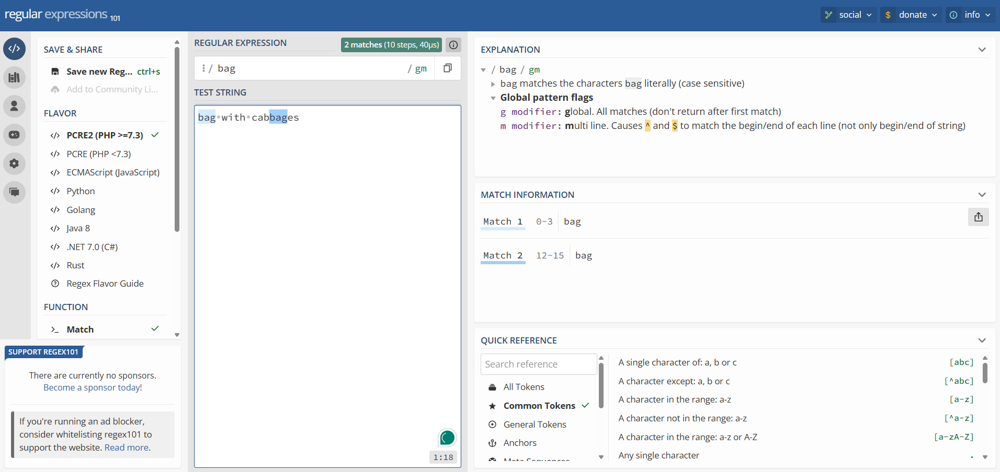 regular expressions 101
social
donate
info
SAVE & SHARE
Save new Reg... ctrl+s
Add to Community Li...
FLAVOR
PCRE2 (PHP >=7.3)
PCRE (PHP <7.3)
ECMAScript (JavaScript)
Python
Golang
Java 8
.NET 7.0 (C#)
Rust
Regex Flavor Guide
FUNCTION
Match
SUPPORT REGEX101
There are currently no sponsors.
Become a sponsor today!
If you're running an ad blocker,
consider whitelisting regex101 to
support the website. Read more.
REGULAR EXPRESSION
2 matches (10 steps, 40μs)
/ bag / gm
TEST STRING
bag·with·cabbages
1:18
EXPLANATION
/ bag / gm
bag matches the characters bag literally (case sensitive)
Global pattern flags
g modifier: global. All matches (don't return after first match)
m modifier: multi line. Causes ^ and $ to match the begin/end of each line (not only begin/end of string)
MATCH INFORMATION
Match 1 0-3 bag
Match 2 12-15 bag
QUICK REFERENCE
Search reference
All Tokens
Common Tokens
General Tokens
Anchors
Meta Sequences
A single character of: a, b or c [abc]
A character except: a, b or c [^abc]
A character in the range: a-z [a-z]
A character not in the range: a-z [^a-z]
A character in the range: a-z or A-Z [a-zA-Z]
Any single character .